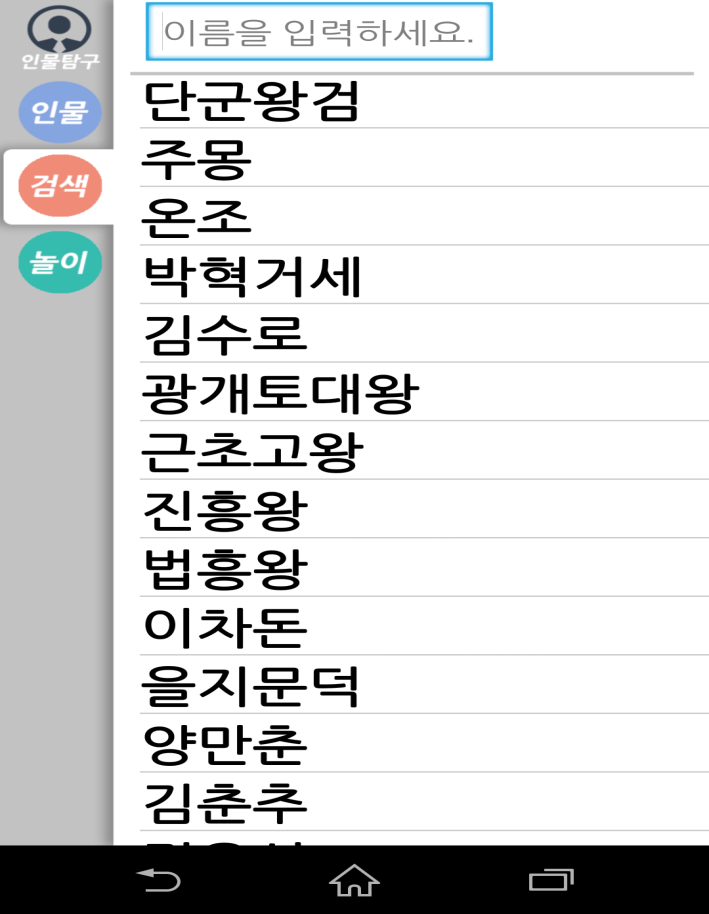 인물탐구
인물
검색
놀이
이름을 입력하세요.
단군왕검
주몽
온조
박혁거세
김수로
광개토대왕
근초고왕
진흥왕
법흥왕
이차돈
을지문덕
양만춘
김춘추